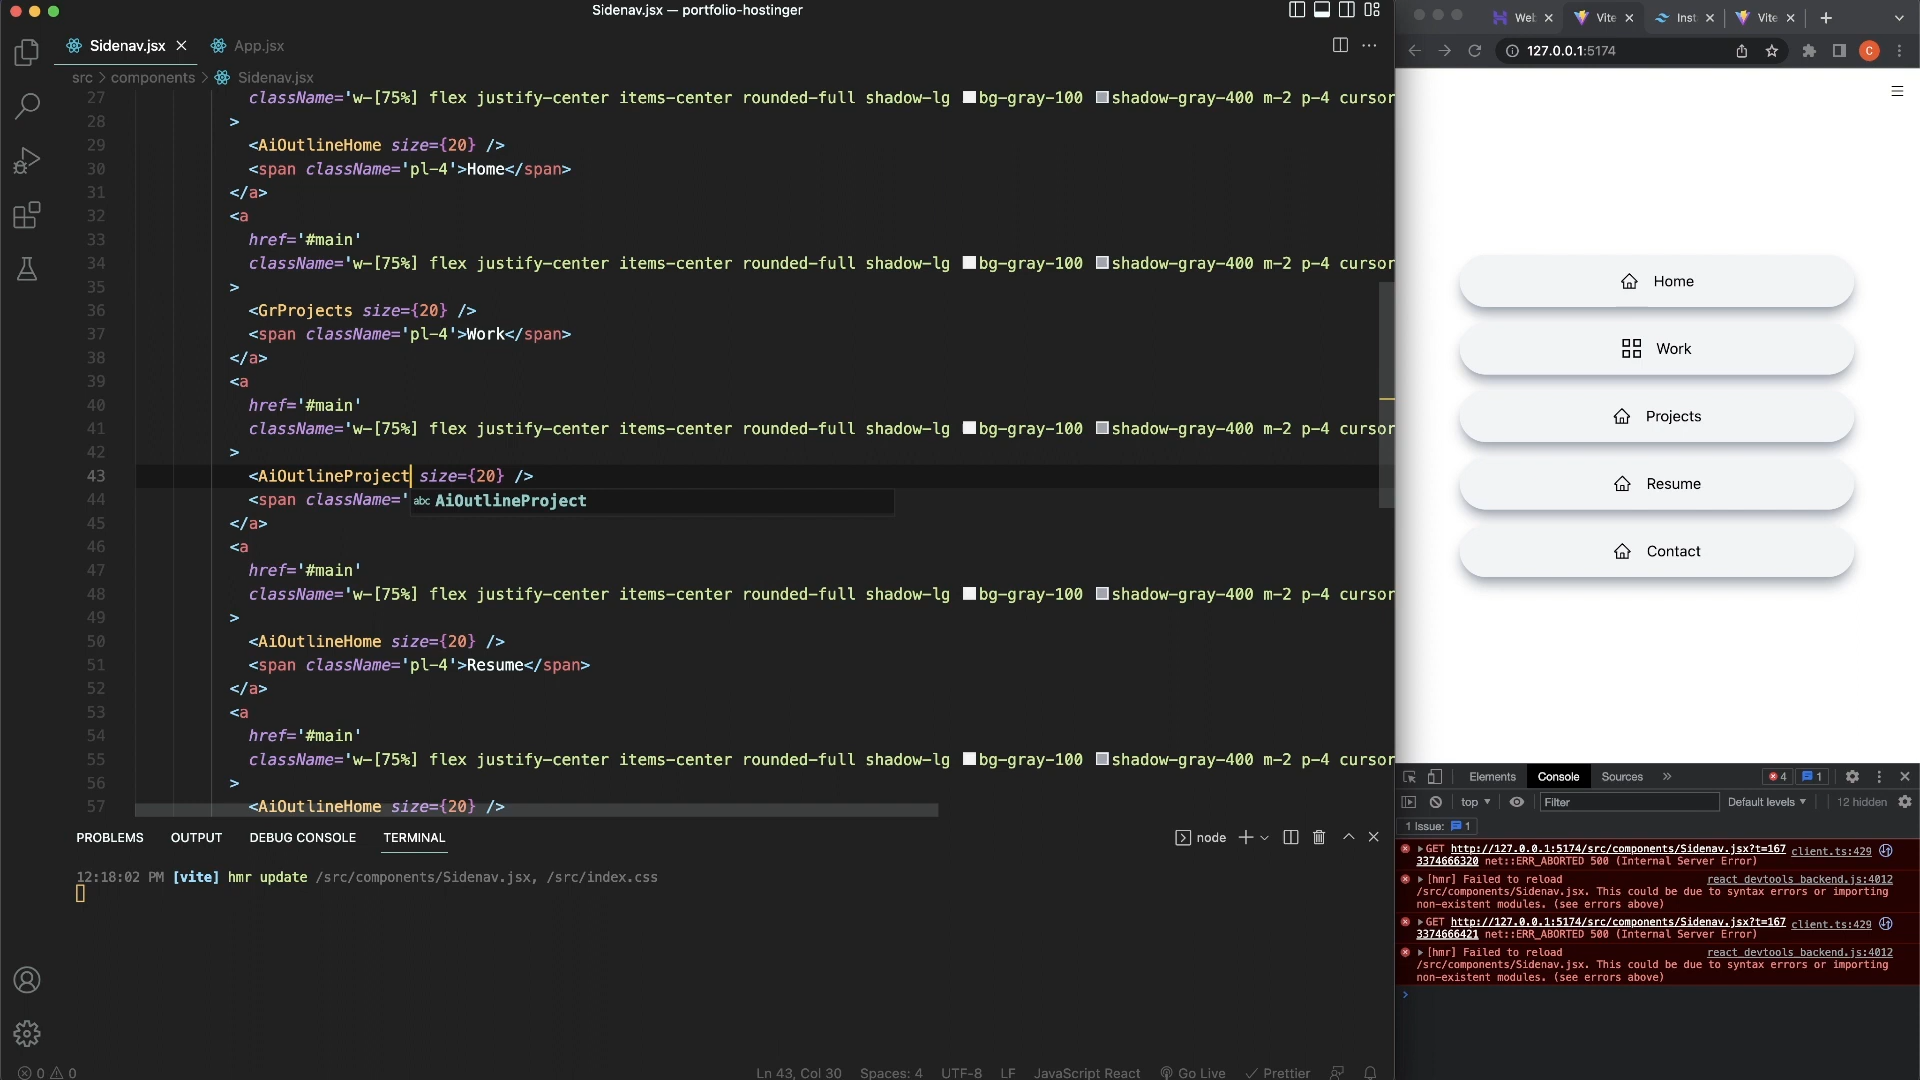 Sidenav.jsx — portfolio-hostinger
Sidenav.jsx
App.jsx
src > components > Sidenav.jsx
27 className='w-[75%] flex justify-center items-center rounded-full shadow-lg bg-gray-100 shadow-gray-400 m-2 p-4 cursor
28 >
29 <AiOutlineHome size={20} />
30 <span className='pl-4'>Home</span>
31 </a>
32 <a
33 href='#main'
34 className='w-[75%] flex justify-center items-center rounded-full shadow-lg bg-gray-100 shadow-gray-400 m-2 p-4 cursor
35 >
36 <GrProjects size={20} />
37 <span className='pl-4'>Work</span>
38 </a>
39 <a
40 href='#main'
41 className='w-[75%] flex justify-center items-center rounded-full shadow-lg bg-gray-100 shadow-gray-400 m-2 p-4 cursor
42 >
43 <AiOutlineProject size={20} />
44 <span className='
abc AiOutlineProject
45 </a>
46 <a
47 href='#main'
48 className='w-[75%] flex justify-center items-center rounded-full shadow-lg bg-gray-100 shadow-gray-400 m-2 p-4 cursor
49 >
50 <AiOutlineHome size={20} />
51 <span className='pl-4'>Resume</span>
52 </a>
53 <a
54 href='#main'
55 className='w-[75%] flex justify-center items-center rounded-full shadow-lg bg-gray-100 shadow-gray-400 m-2 p-4 cursor
56 >
57 <AiOutlineHome size={20} />
PROBLEMS OUTPUT DEBUG CONSOLE TERMINAL
node
12:18:02 PM [vite] hmr update /src/components/Sidenav.jsx, /src/index.css
0 0
Ln 43, Col 30 Spaces: 4 UTF-8 LF JavaScript React Go Live Prettier
Web Vite Inst Vite
127.0.0.1:5174
C
Home
Work
Projects
Resume
Contact
Elements Console Sources » 4 1
top Filter Default levels 12 hidden
1 Issue: 1
GET http://127.0.0.1:5174/src/components/Sidenav.jsx?t=167 client.ts:429
3374666320 net::ERR_ABORTED 500 (Internal Server Error)
[hmr] Failed to reload react_devtools_backend.js:4012
/src/components/Sidenav.jsx. This could be due to syntax errors or importing
non-existent modules. (see errors above)
GET http://127.0.0.1:5174/src/components/Sidenav.jsx?t=167 client.ts:429
3374666421 net::ERR_ABORTED 500 (Internal Server Error)
[hmr] Failed to reload react_devtools_backend.js:4012
/src/components/Sidenav.jsx. This could be due to syntax errors or importing
non-existent modules. (see errors above)
>